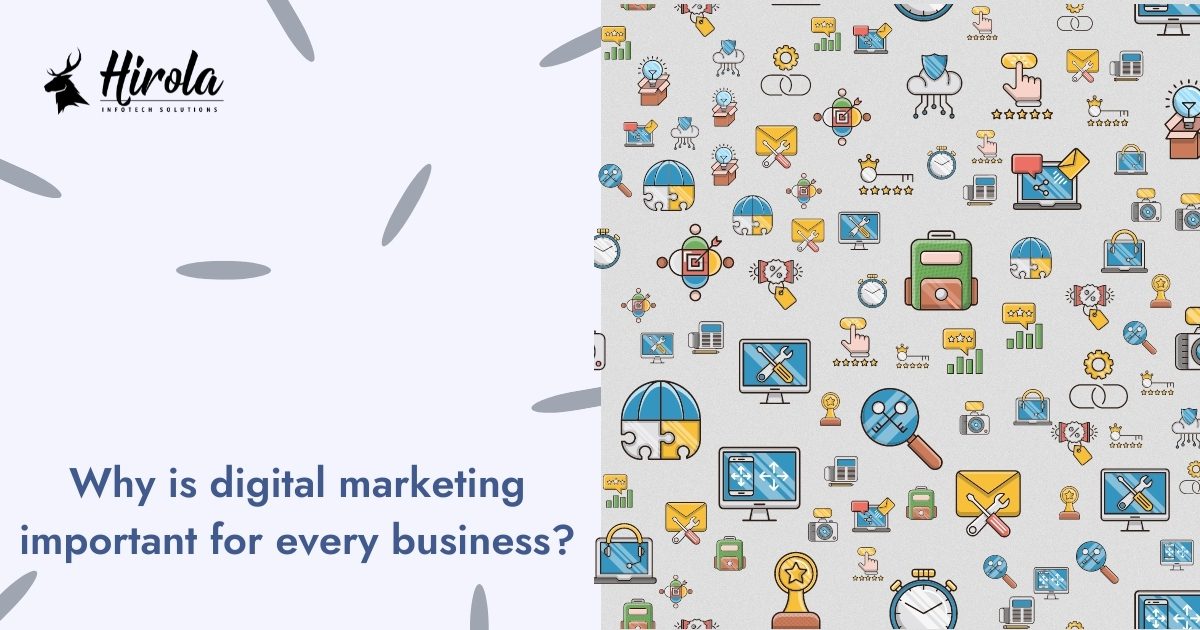 Hirola
INFOTECH SOLUTIONS
Why is digital marketing
important for every business?